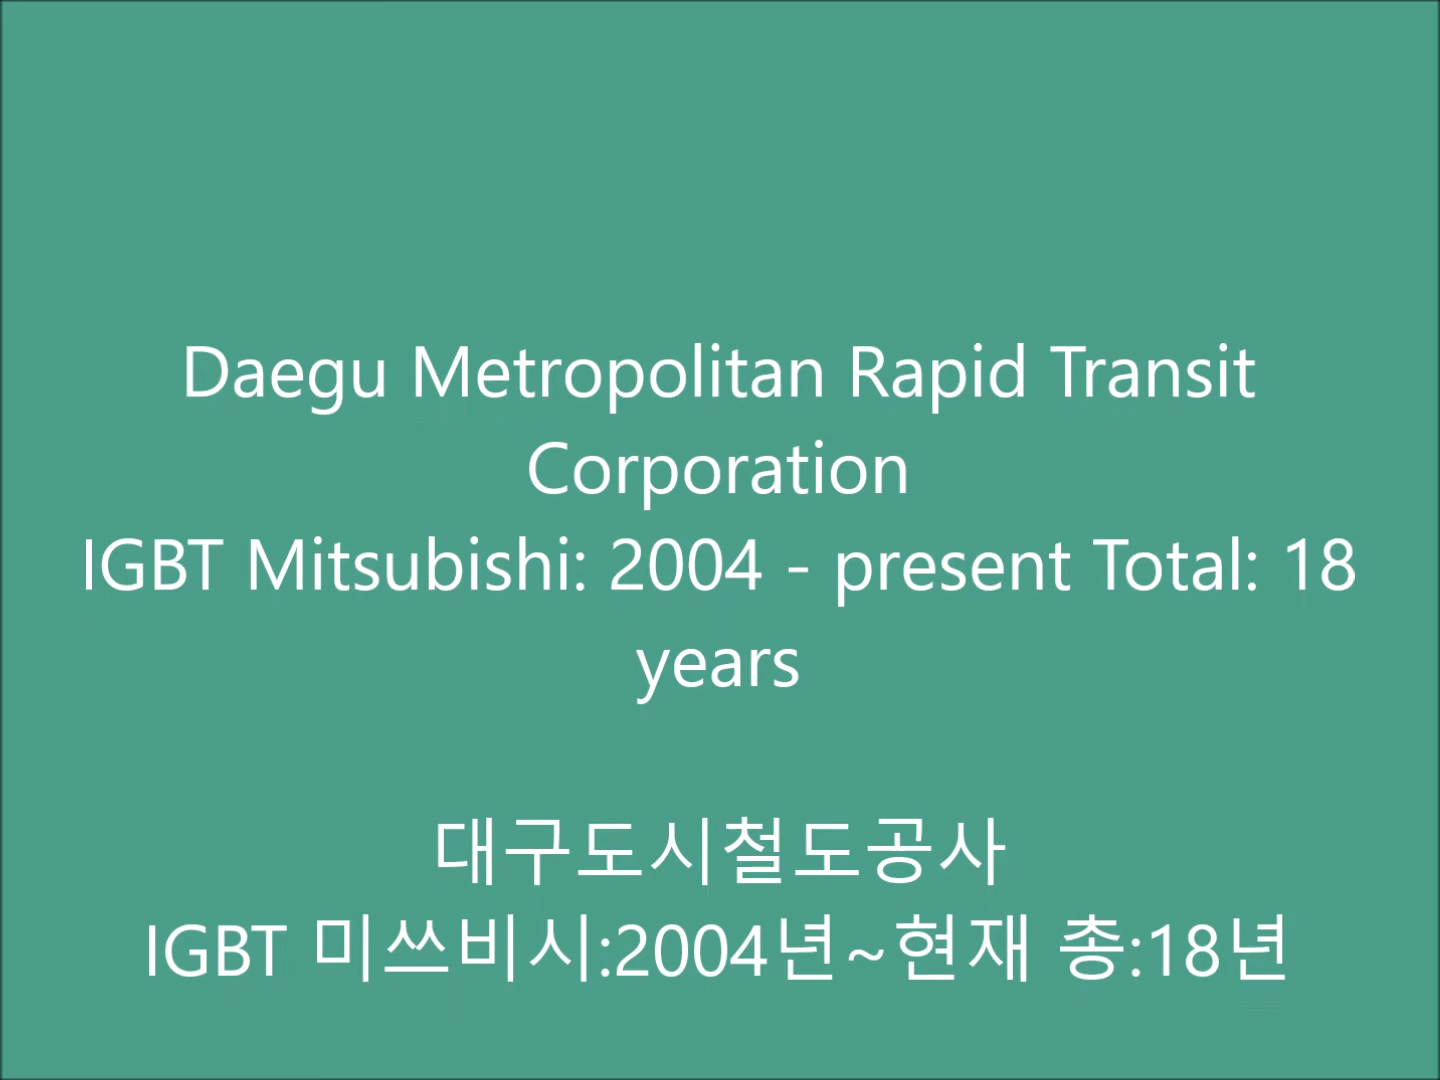 Daegu Metropolitan Rapid Transit
Corporation
IGBT Mitsubishi: 2004 - present Total: 18
years
대구도시철도공사
IGBT 미쓰비시:2004년~현재 총:18년